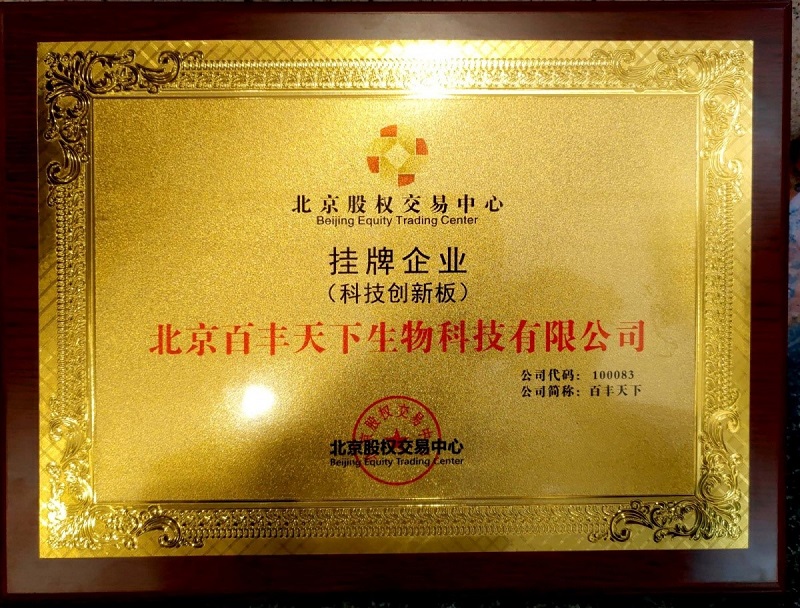 北京股权交易中心
Beijing Equity Trading Center
挂牌企业
（科技创新板）
北京百丰天下生物科技有限公司
公司代码： 100083
公司简称：百丰天下
北京股权交易中心
Beijing Equity Trading Center